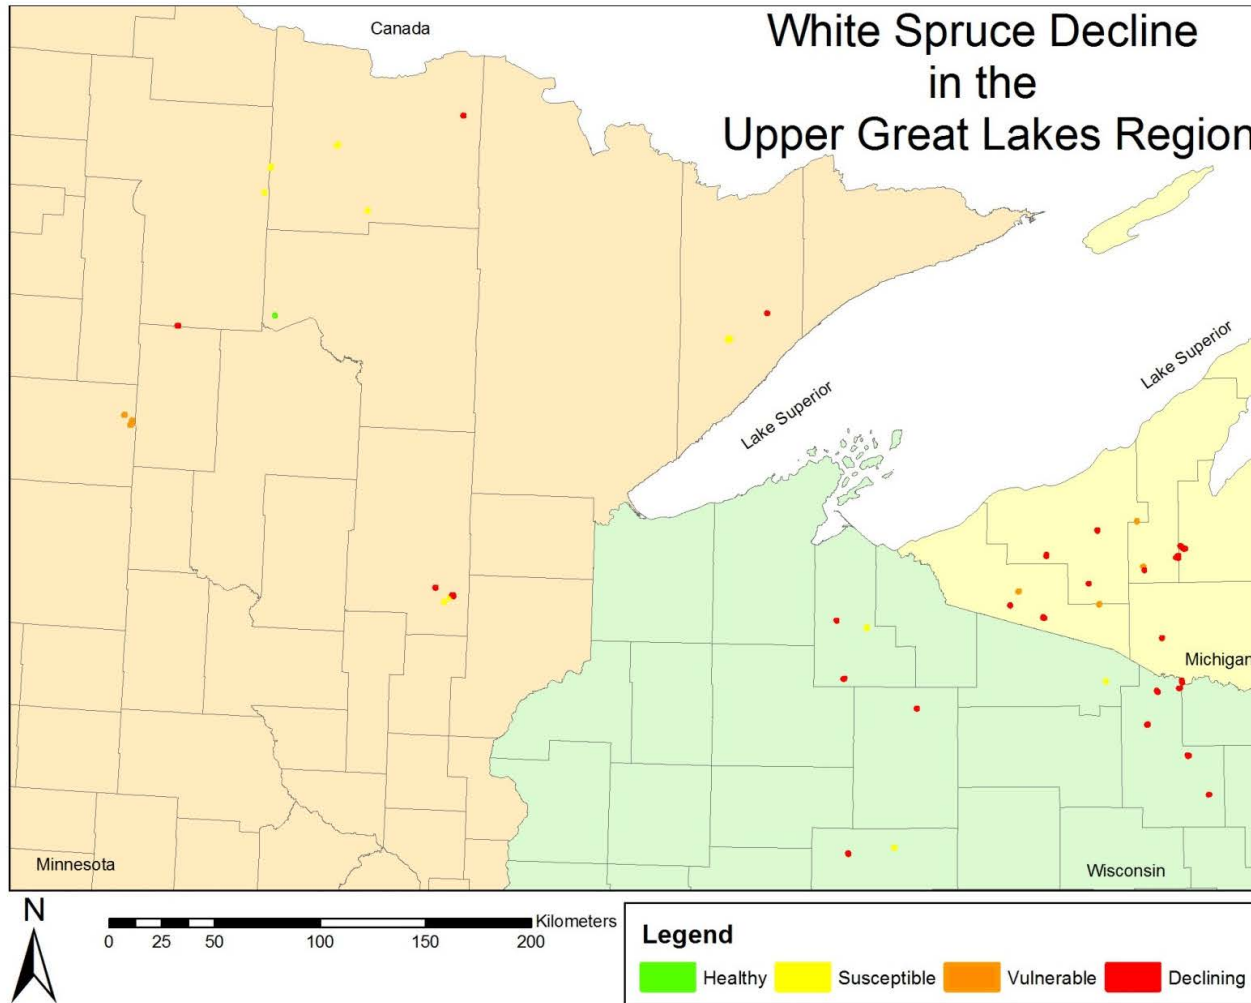 White Spruce Decline
in the
Upper Great Lakes Region
Canada
Lake Superior
Lake Superior
Michigan
Minnesota
Wisconsin
N
Kilometers
0 25 50 100 150 200
Legend
Healthy Susceptible Vulnerable Declining